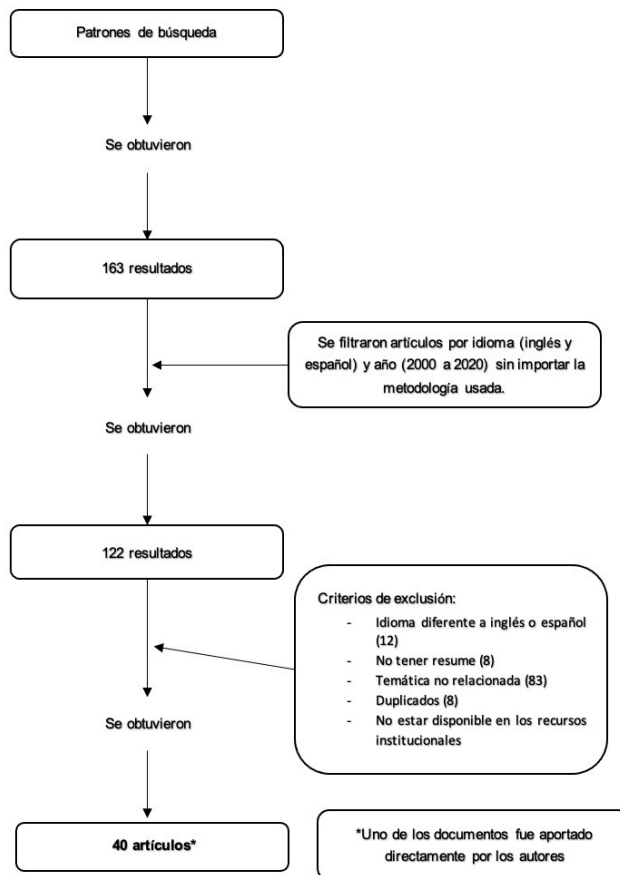 Patrones de búsqueda
Se obtuvieron
163 resultados
Se filtraron artículos por idioma (inglés y
español) y año (2000 a 2020) sin importar la
metodología usada.
Se obtuvieron
122 resultados
Criterios de exclusión:
- Idioma diferente a inglés o español
(12)
- No tener resume (8)
- Temática no relacionada (83)
- Duplicados (8)
- No estar disponible en los recursos
institucionales
Se obtuvieron
40 artículos*
*Uno de los documentos fue aportado
directamente por los autores